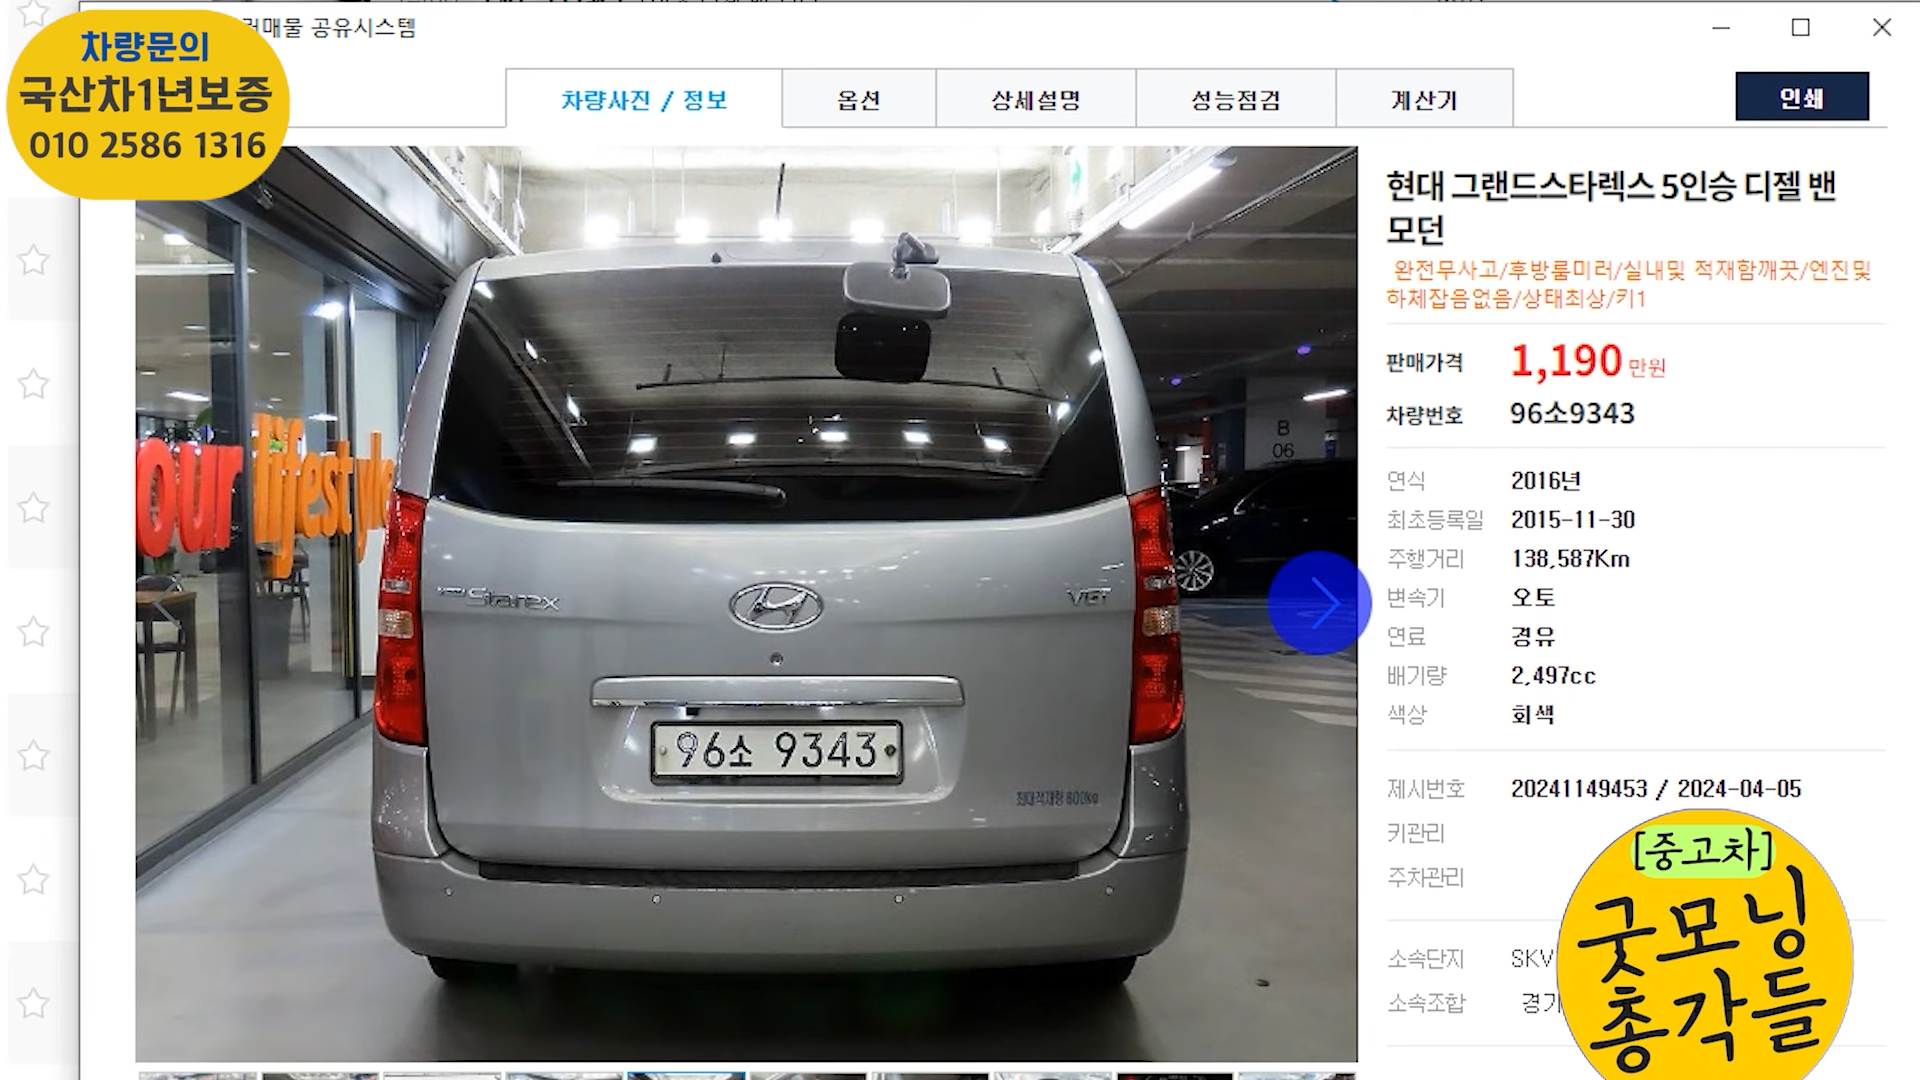 차량문의
국산차1년보증
010 2586 1316
매물 공유시스템
차량사진 / 정보
옵션
상세설명
성능점검
계산기
인쇄
현대 그랜드스타렉스 5인승 디젤 밴
모던
완전무사고/후방룸미러/실내및 적재함깨끗/엔진및
하체잡음없음/상태최상/키1
판매가격 1,190 만원
차량번호 96소9343
연식 2016년
최초등록일 2015-11-30
주행거리 138,587Km
변속기 오토
연료 경유
배기량 2,497cc
색상 회색
제시번호 20241149453 / 2024-04-05
키관리
주차관리
소속단지 SKV
소속조합 경기
[중고차]
굿모닝
총각들
our lifestyle
B
06
Starex
VGT
96소 9343
최대적재량 800kg